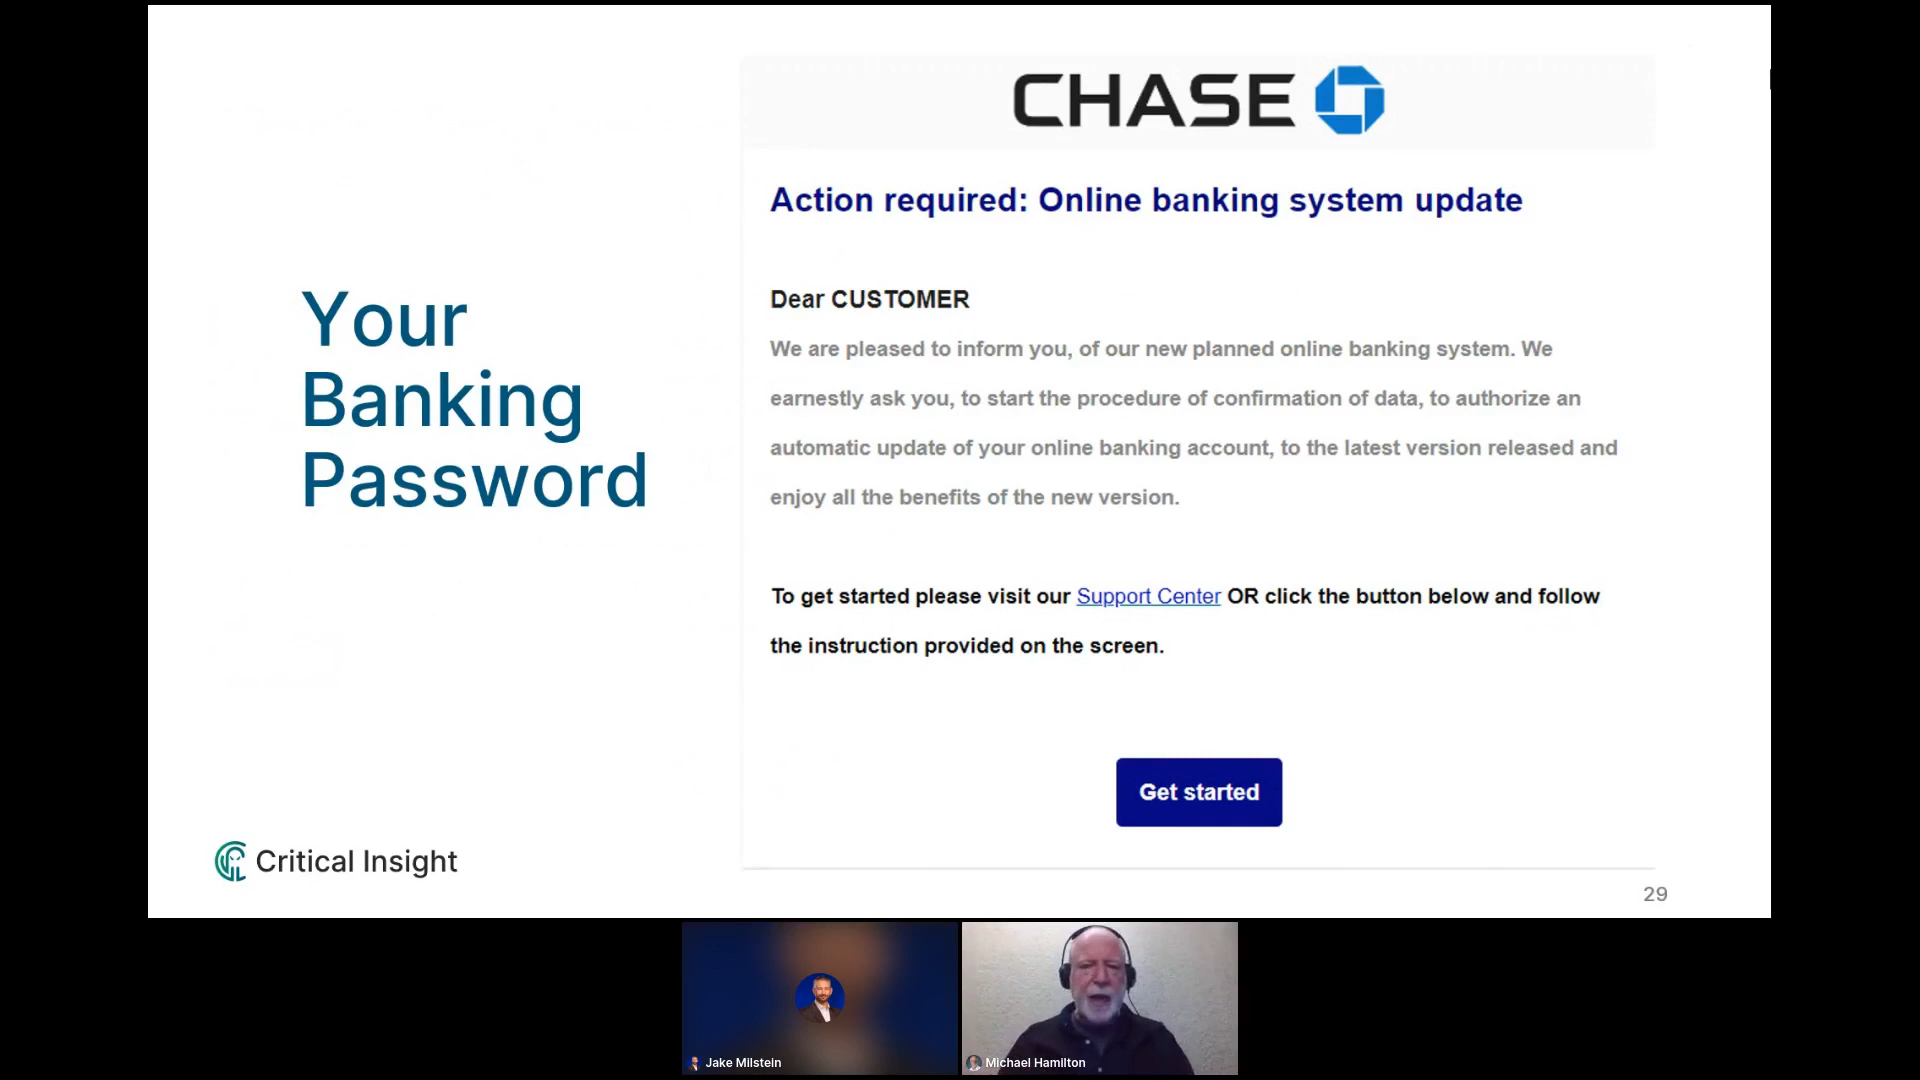 CHASE
Action required: Online banking system update
Dear CUSTOMER
We are pleased to inform you, of our new planned online banking system. We
earnestly ask you, to start the procedure of confirmation of data, to authorize an
automatic update of your online banking account, to the latest version released and
enjoy all the benefits of the new version.
To get started please visit our Support Center OR click the button below and follow
the instruction provided on the screen.
Get started
Your
Banking
Password
Critical Insight
29
Jake Milstein
Michael Hamilton